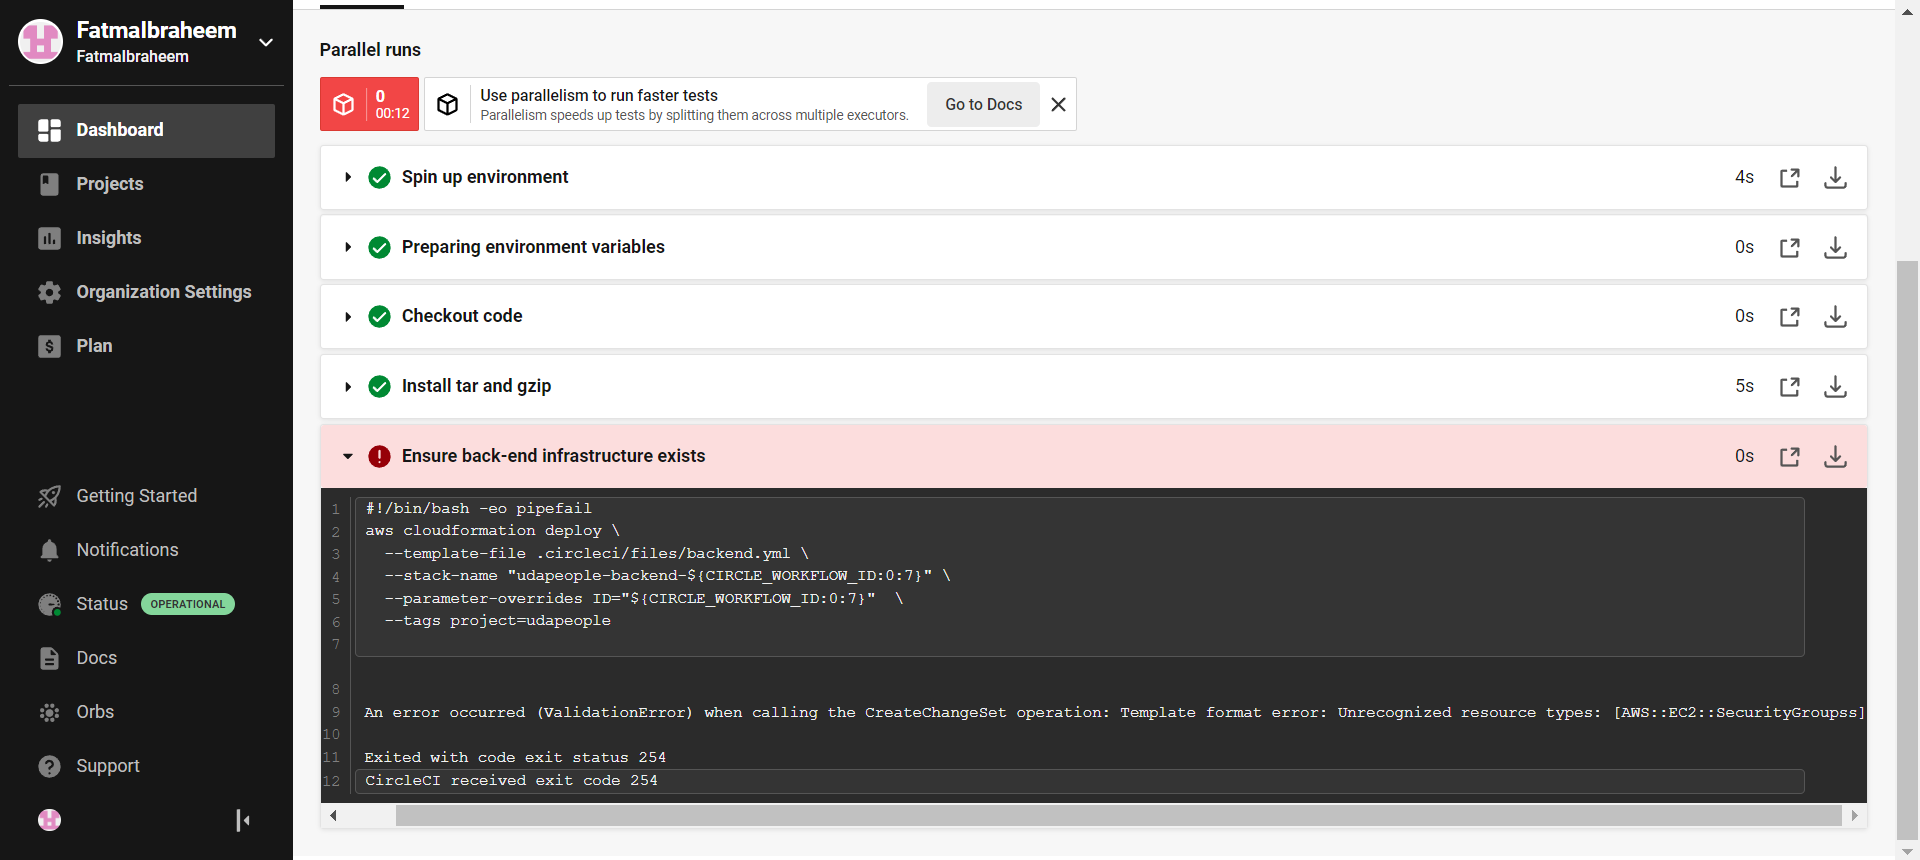 FatmaIbraheem
FatmaIbraheem
Dashboard
Projects
Insights
Organization Settings
Plan
Getting Started
Notifications
Status OPERATIONAL
Docs
Orbs
Support
Parallel runs
0
00:12
Use parallelism to run faster tests
Parallelism speeds up tests by splitting them across multiple executors.
Go to Docs
Spin up environment 4s
Preparing environment variables 0s
Checkout code 0s
Install tar and gzip 5s
Ensure back-end infrastructure exists 0s
1 #!/bin/bash -eo pipefail
2 aws cloudformation deploy \
3 --template-file .circleci/files/backend.yml \
4 --stack-name "udapeople-backend-${CIRCLE_WORKFLOW_ID:0:7}" \
5 --parameter-overrides ID="${CIRCLE_WORKFLOW_ID:0:7}" \
6 --tags project=udapeople
7
8
9 An error occurred (ValidationError) when calling the CreateChangeSet operation: Template format error: Unrecognized resource types: [AWS::EC2::SecurityGroupss]
10
11 Exited with code exit status 254
12 CircleCI received exit code 254